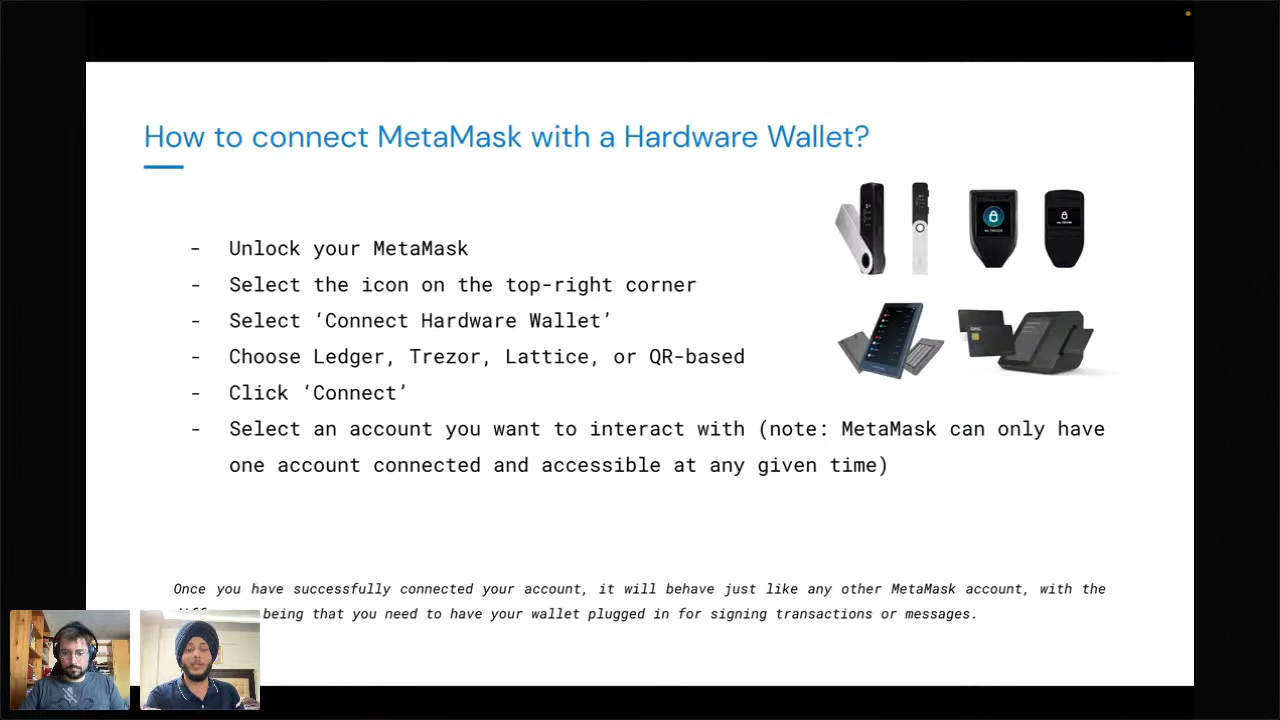 How to connect MetaMask with a Hardware Wallet?
- Unlock your MetaMask
- Select the icon on the top-right corner
- Select ‘Connect Hardware Wallet’
- Choose Ledger, Trezor, Lattice, or QR-based
- Click ‘Connect’
- Select an account you want to interact with (note: MetaMask can only have
one account connected and accessible at any given time)
Once you have successfully connected your account, it will behave just like any other MetaMask account, with the
being that you need to have your wallet plugged in for signing transactions or messages.